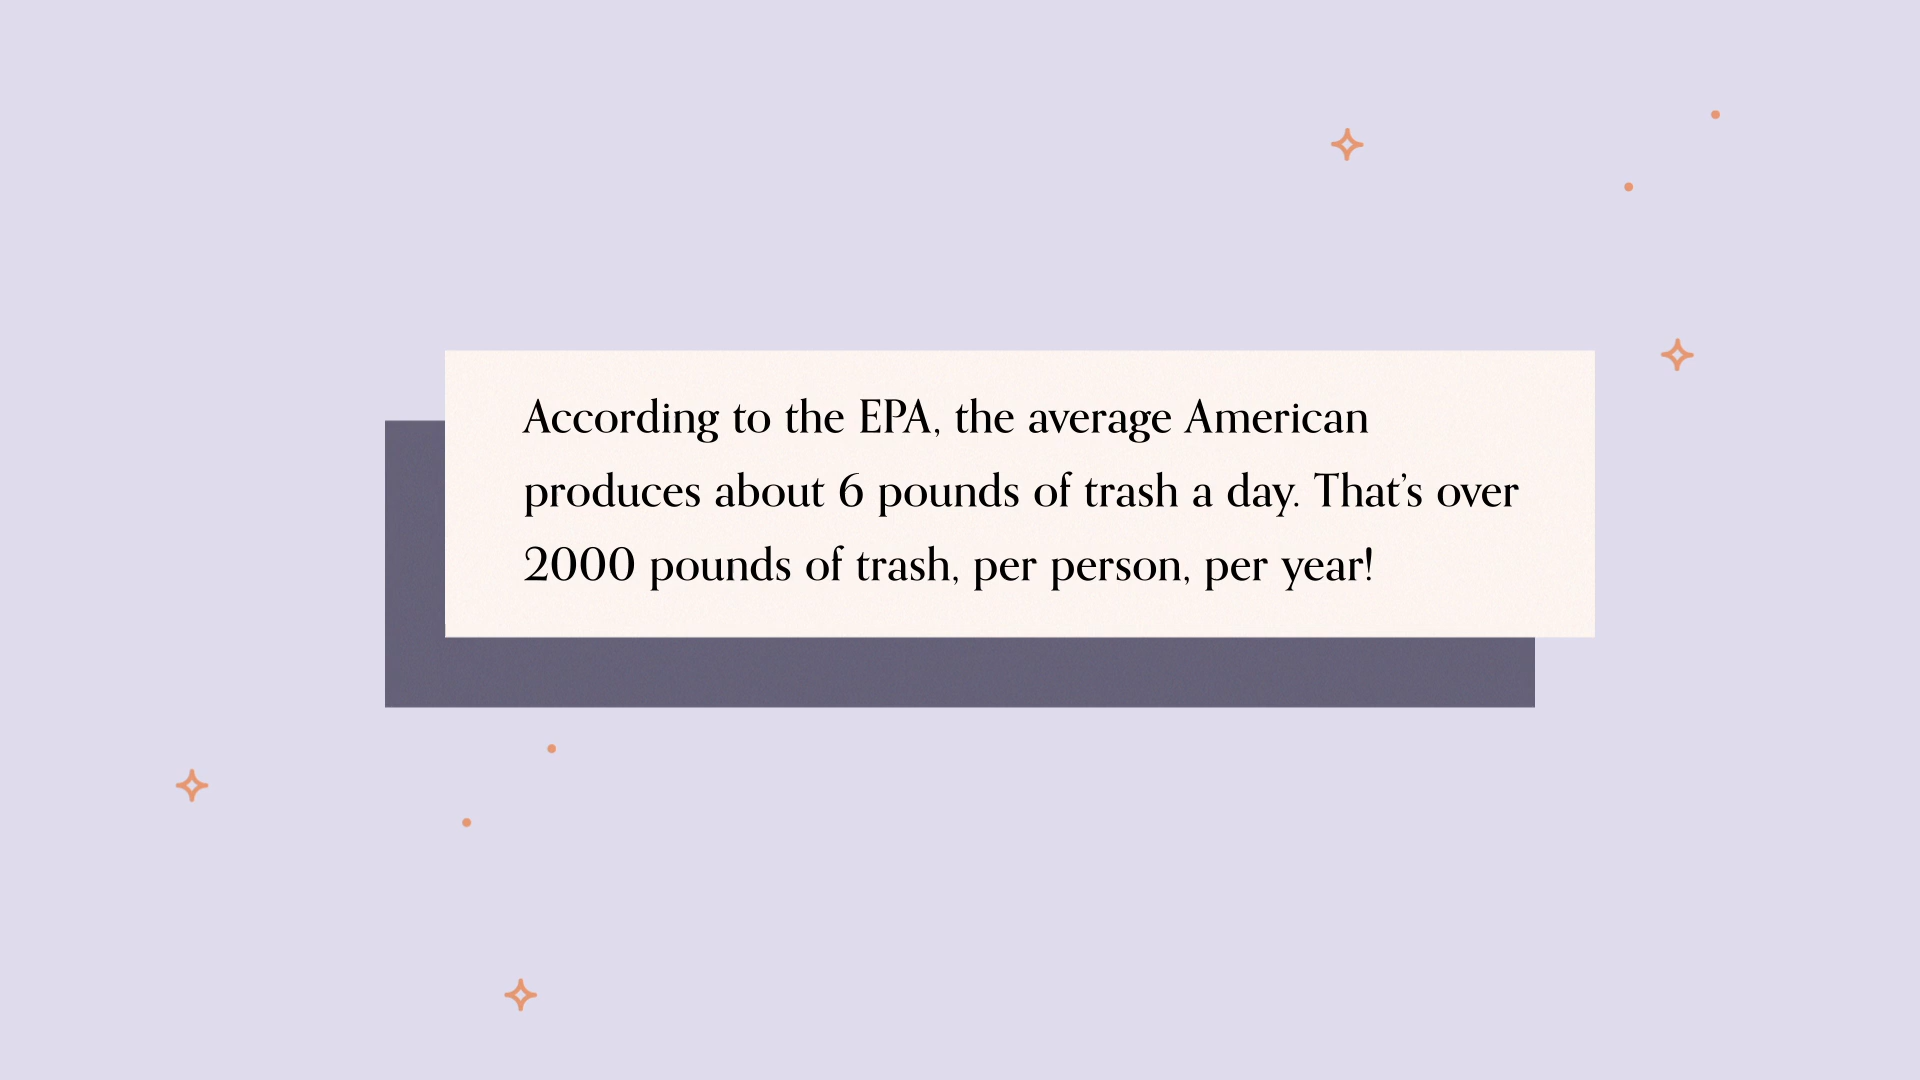 According to the EPA, the average American
produces about 6 pounds of trash a day. That’s over
2000 pounds of trash, per person, per year!